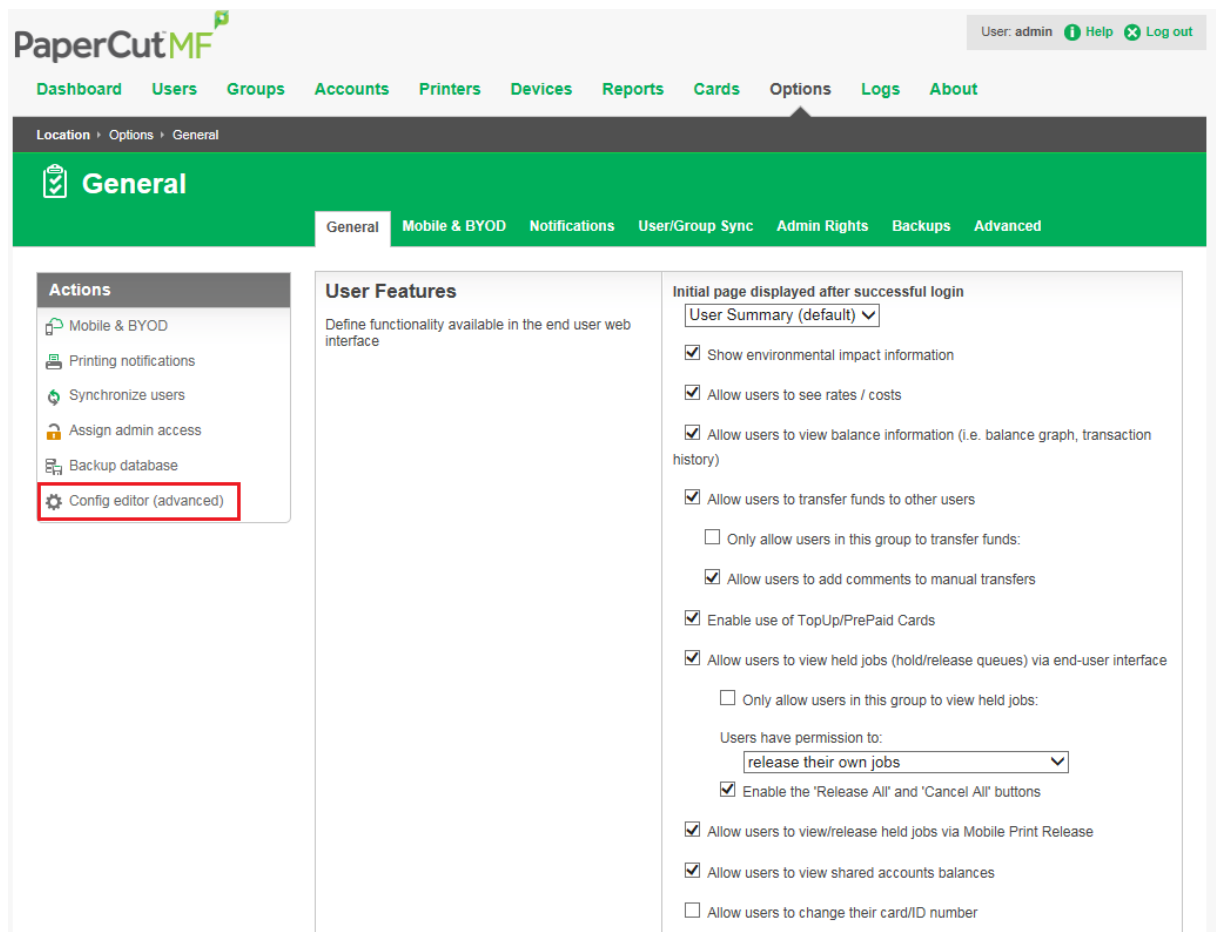 PaperCut MF
User: admin Help Log out
Dashboard Users Groups Accounts Printers Devices Reports Cards Options Logs About
Location Options General
General
General Mobile & BYOD Notifications User/Group Sync Admin Rights Backups Advanced
Actions
Mobile & BYOD
Printing notifications
Synchronize users
Assign admin access
Backup database
Config editor (advanced)
User Features
Define functionality available in the end user web
interface
Initial page displayed after successful login
User Summary (default)
Show environmental impact information
Allow users to see rates / costs
Allow users to view balance information (i.e. balance graph, transaction
history)
Allow users to transfer funds to other users
Only allow users in this group to transfer funds:
Allow users to add comments to manual transfers
Enable use of TopUp/PrePaid Cards
Allow users to view held jobs (hold/release queues) via end-user interface
Only allow users in this group to view held jobs:
Users have permission to:
release their own jobs
Enable the 'Release All' and 'Cancel All' buttons
Allow users to view/release held jobs via Mobile Print Release
Allow users to view shared accounts balances
Allow users to change their card/ID number